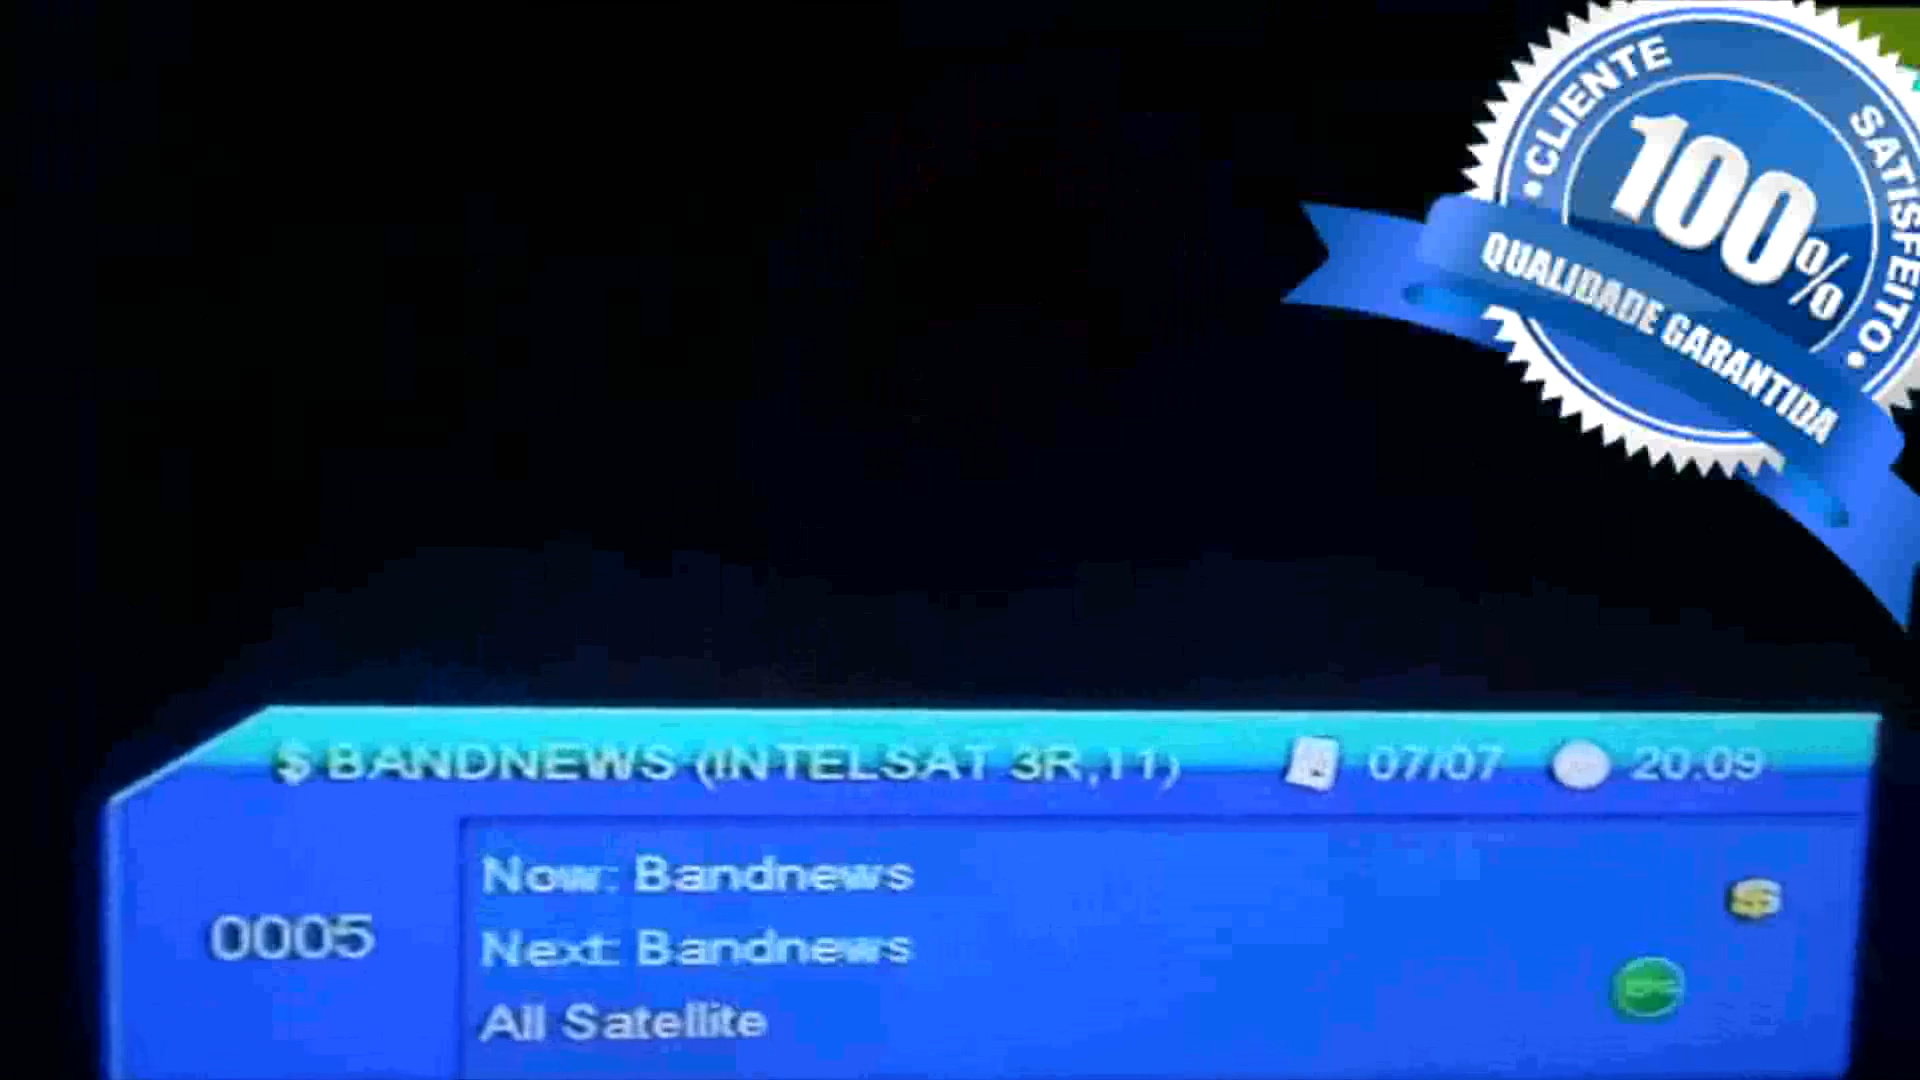 CLIENTE SATISFEITO
100%
QUALIDADE GARANTIDA
$ BANDNEWS (INTELSAT 3R,11) 07/07 20:09
Now: Bandnews
0005
Next: Bandnews
All Satellite